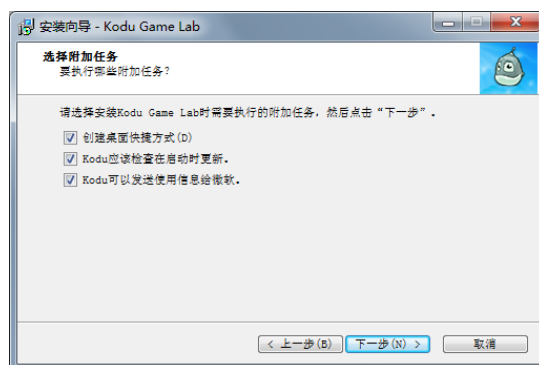 安装向导 - Kodu Game Lab
选择附加任务
要执行哪些附加任务?
请选择安装Kodu Game Lab时需要执行的附加任务，然后点击“下一步”.
创建桌面快捷方式(D)
Kodu应该检查在启动时更新.
Kodu可以发送使用信息给微软.
< 上一步(B) 下一步(N) > 取消